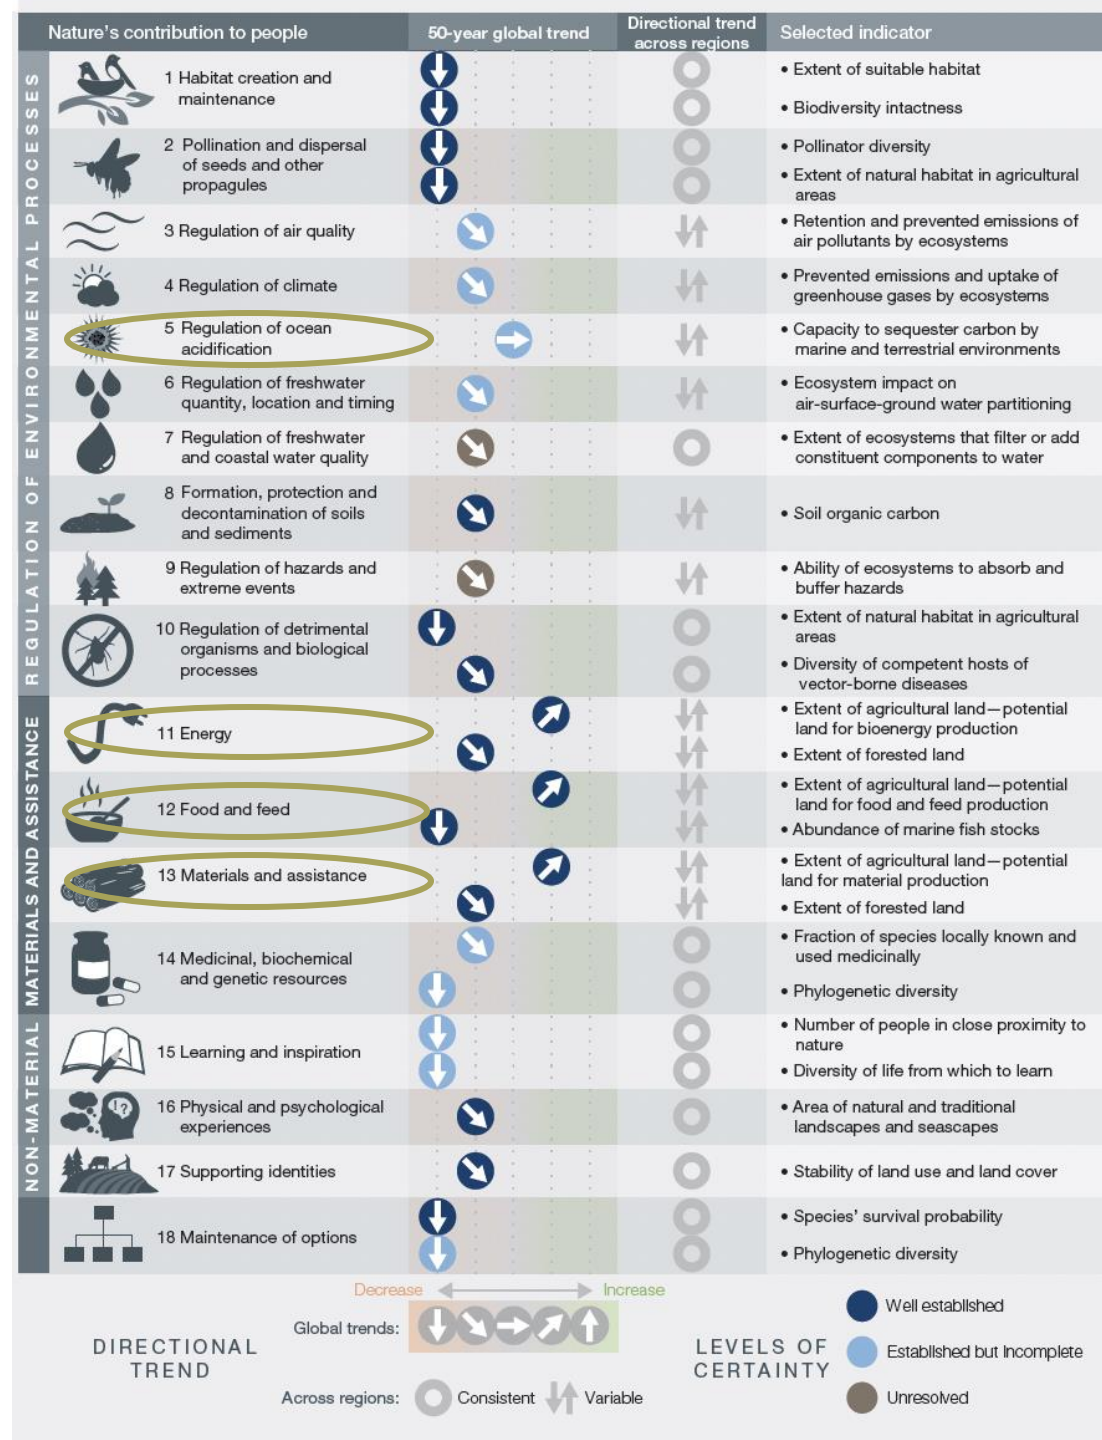 Nature's contribution to people
50-year global trend
Directional trend
across regions
Selected indicator
REGULATION OF ENVIRONMENTAL PROCESSES
1 Habitat creation and
maintenance
• Extent of suitable habitat
• Biodiversity intactness
2 Pollination and dispersal
of seeds and other
propagules
• Pollinator diversity
• Extent of natural habitat in agricultural
areas
3 Regulation of air quality
• Retention and prevented emissions of
air pollutants by ecosystems
4 Regulation of climate
• Prevented emissions and uptake of
greenhouse gases by ecosystems
5 Regulation of ocean
acidification
• Capacity to sequester carbon by
marine and terrestrial environments
6 Regulation of freshwater
quantity, location and timing
• Ecosystem impact on
air-surface-ground water partitioning
7 Regulation of freshwater
and coastal water quality
• Extent of ecosystems that filter or add
constituent components to water
8 Formation, protection and
decontamination of soils
and sediments
• Soil organic carbon
9 Regulation of hazards and
extreme events
• Ability of ecosystems to absorb and
buffer hazards
10 Regulation of detrimental
organisms and biological
processes
• Extent of natural habitat in agricultural
areas
• Diversity of competent hosts of
vector-borne diseases
MATERIALS AND ASSISTANCE
11 Energy
• Extent of agricultural land—potential
land for bioenergy production
• Extent of forested land
12 Food and feed
• Extent of agricultural land—potential
land for food and feed production
• Abundance of marine fish stocks
13 Materials and assistance
• Extent of agricultural land—potential
land for material production
• Extent of forested land
14 Medicinal, biochemical
and genetic resources
• Fraction of species locally known and
used medicinally
• Phylogenetic diversity
NON-MATERIAL
15 Learning and inspiration
• Number of people in close proximity to
nature
• Diversity of life from which to learn
16 Physical and psychological
experiences
• Area of natural and traditional
landscapes and seascapes
17 Supporting identities
• Stability of land use and land cover
18 Maintenance of options
• Species' survival probability
• Phylogenetic diversity
!?
Decrease
Increase
DIRECTIONAL
TREND
Global trends:
Across regions:
Consistent
Variable
LEVELS OF
CERTAINTY
Well established
Established but incomplete
Unresolved